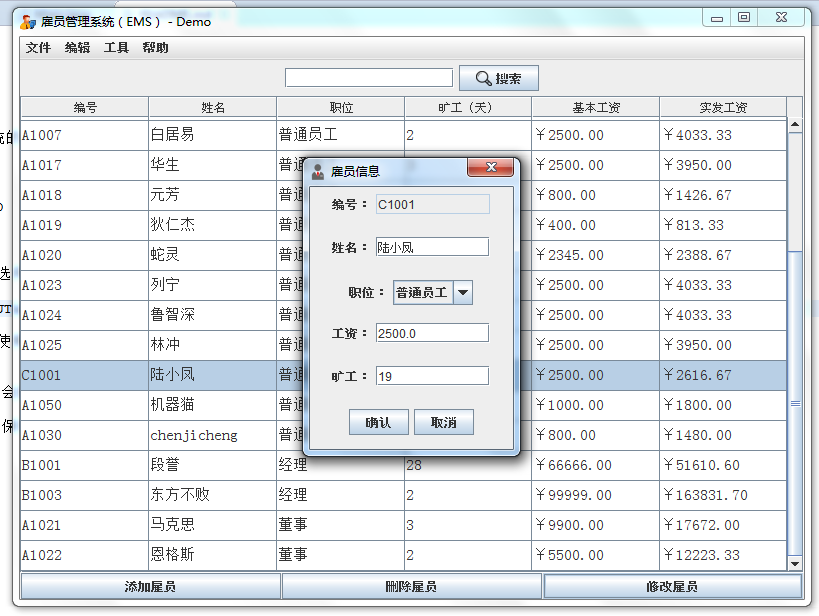 雇员管理系统（EMS） - Demo
文件 编辑 工具 帮助
搜索
编号 姓名 职位 旷工（天） 基本工资 实发工资
A1007 白居易 普通员工 2 ￥2500.00 ￥4033.33
A1017 华生 普通 ￥2500.00 ￥3950.00
A1018 元芳 普通 ￥800.00 ￥1426.67
A1019 狄仁杰 普通 ￥400.00 ￥813.33
A1020 蛇灵 普通 ￥2345.00 ￥2388.67
A1023 列宁 普通 ￥2500.00 ￥4033.33
A1024 鲁智深 普通 ￥2500.00 ￥4033.33
A1025 林冲 普通 ￥2500.00 ￥3950.00
C1001 陆小凤 普通 ￥2500.00 ￥2616.67
A1050 机器猫 普通 ￥1000.00 ￥1800.00
A1030 chenjicheng 普通 ￥800.00 ￥1480.00
B1001 段誉 经理 28 ￥66666.00 ￥51610.60
B1003 东方不败 经理 2 ￥99999.00 ￥163831.70
A1021 马克思 董事 3 ￥9900.00 ￥17672.00
A1022 恩格斯 董事 2 ￥5500.00 ￥12223.33
添加雇员 删除雇员 修改雇员
雇员信息
编号： C1001
姓名： 陆小凤
职位： 普通员工
工资： 2500.0
旷工： 19
确认 取消